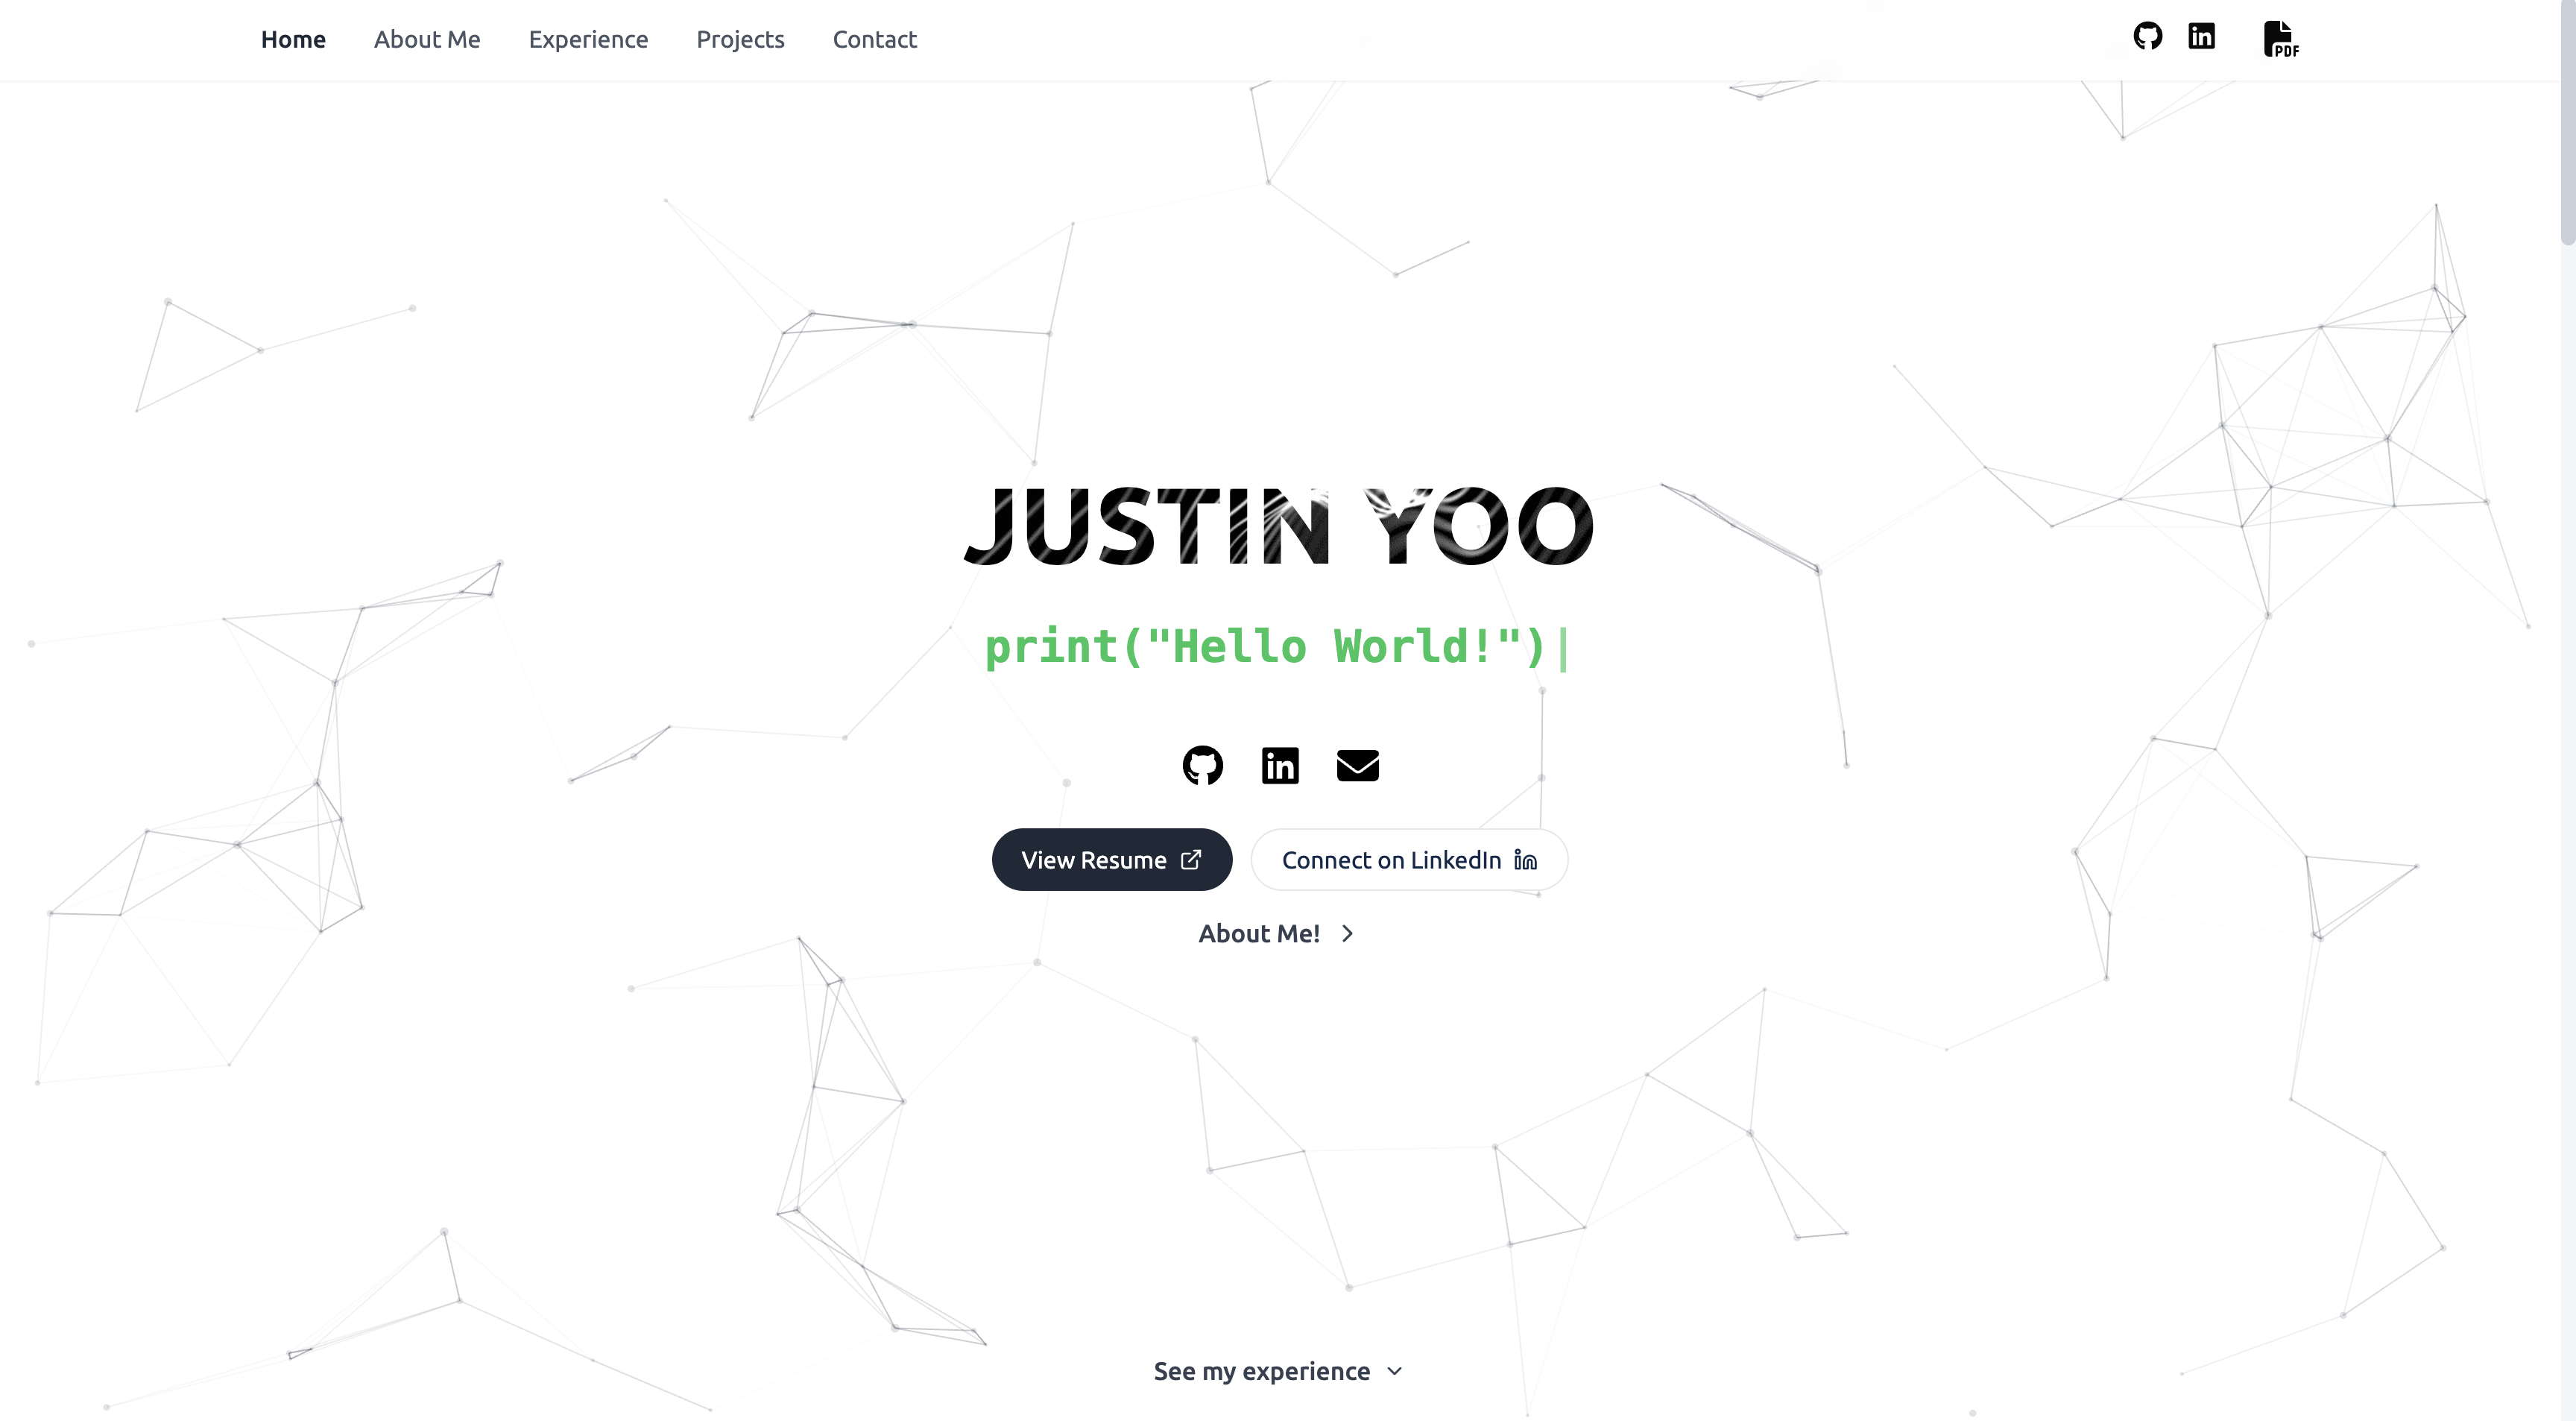 Home About Me Experience Projects Contact PDF
JUSTIN YOO
print("Hello World!")|
View Resume Connect on LinkedIn
About Me!
See my experience